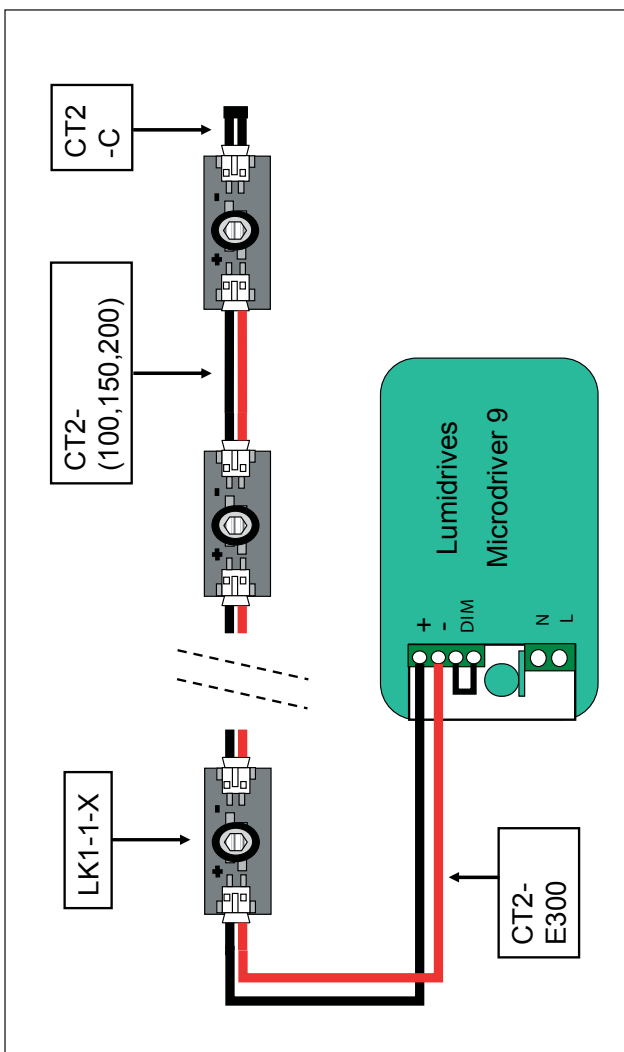 CT2
-C
CT2-
(100,150,200)
LK1-1-X
+
-
+
-
+
-
Lumidrives
Microdriver 9
+
-
DIM
N
L
CT2-
E300